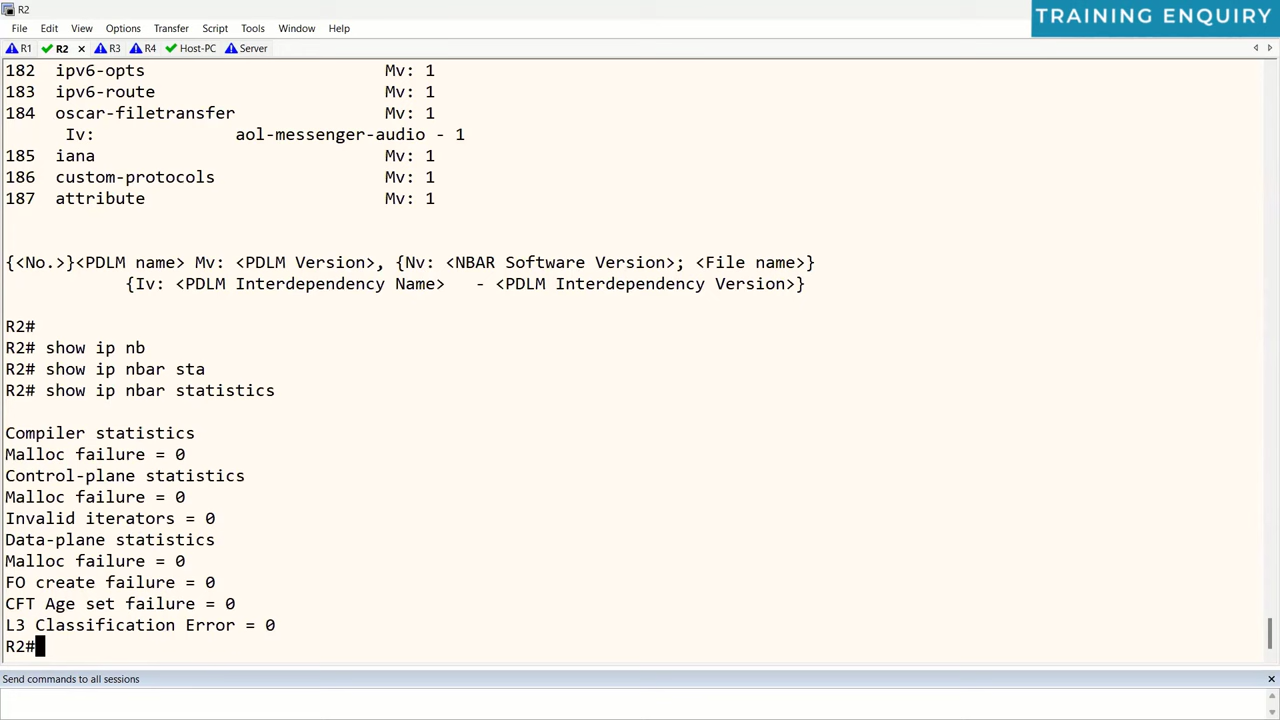 R2
TRAINING ENQUIRY
File Edit View Options Transfer Script Tools Window Help
R1 R2 × R3 R4 Host-PC Server
182  ipv6-opts                        Mv: 1
183  ipv6-route                       Mv: 1
184  oscar-filetransfer               Mv: 1
      Iv:              aol-messenger-audio - 1
185  iana                             Mv: 1
186  custom-protocols                 Mv: 1
187  attribute                        Mv: 1
{<No.>}<PDLM name> Mv: <PDLM Version>, {Nv: <NBAR Software Version>; <File name>}
            {Iv: <PDLM Interdependency Name>   - <PDLM Interdependency Version>}
R2#
R2# show ip nb
R2# show ip nbar sta
R2# show ip nbar statistics
Compiler statistics
Malloc failure = 0
Control-plane statistics
Malloc failure = 0
Invalid iterators = 0
Data-plane statistics
Malloc failure = 0
FO create failure = 0
CFT Age set failure = 0
L3 Classification Error = 0
R2#
Send commands to all sessions ×